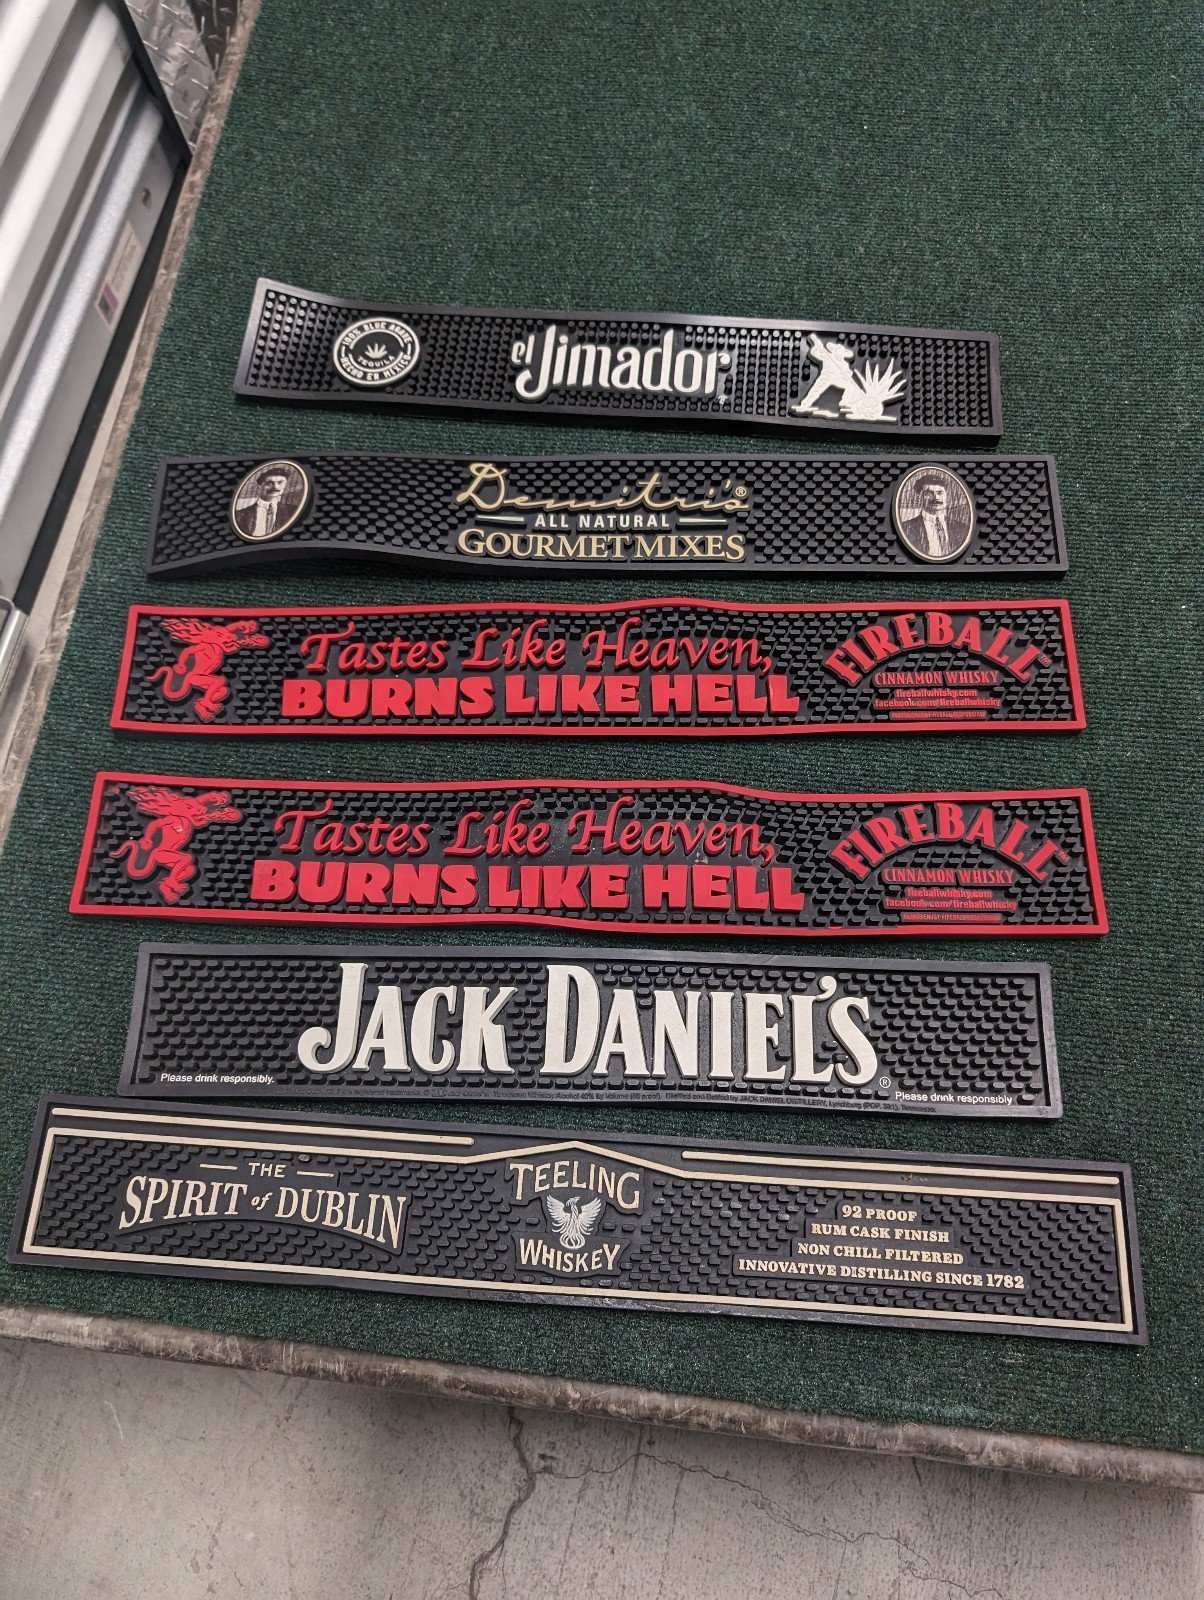 100% BLUE AGAVE
TEQUILA
HECHO EN MEXICO
el Jimador®
Demitri's®
ALL NATURAL
GOURMET MIXES
Tastes Like Heaven,
BURNS LIKE HELL
FIREBALL™
CINNAMON WHISKY
fireballwhisky.com
facebook.com/fireballwhisky
Tastes Like Heaven,
BURNS LIKE HELL
FIREBALL™
CINNAMON WHISKY
fireballwhisky.com
facebook.com/fireballwhisky
JACK DANIEL'S®
Please drink responsibly.
Please drink responsibly.
THE
SPIRIT of DUBLIN
TEELING
WHISKEY
92 PROOF
RUM CASK FINISH
NON CHILL FILTERED
INNOVATIVE DISTILLING SINCE 1782